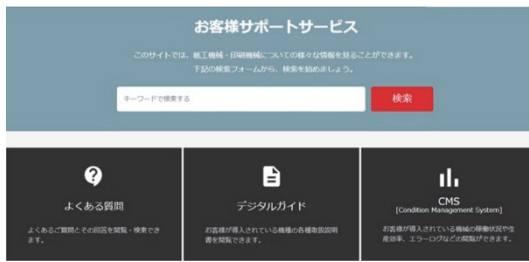 お客様サポートサービス
このサイトでは、紙工機械・印刷機械についての様々な情報を見ることができます。
下記の検索フォームから、検索を始めましょう。
キーワードで検索する
検索
よくある質問
よくあるご質問とその回答を閲覧・検索でき
ます。
デジタルガイド
お客様が導入されている機種の各種取扱説明
書を閲覧できます。
CMS
[Condition Management System]
お客様が導入されている機械の稼働状況や生
産効率、エラーログなどの閲覧ができます。